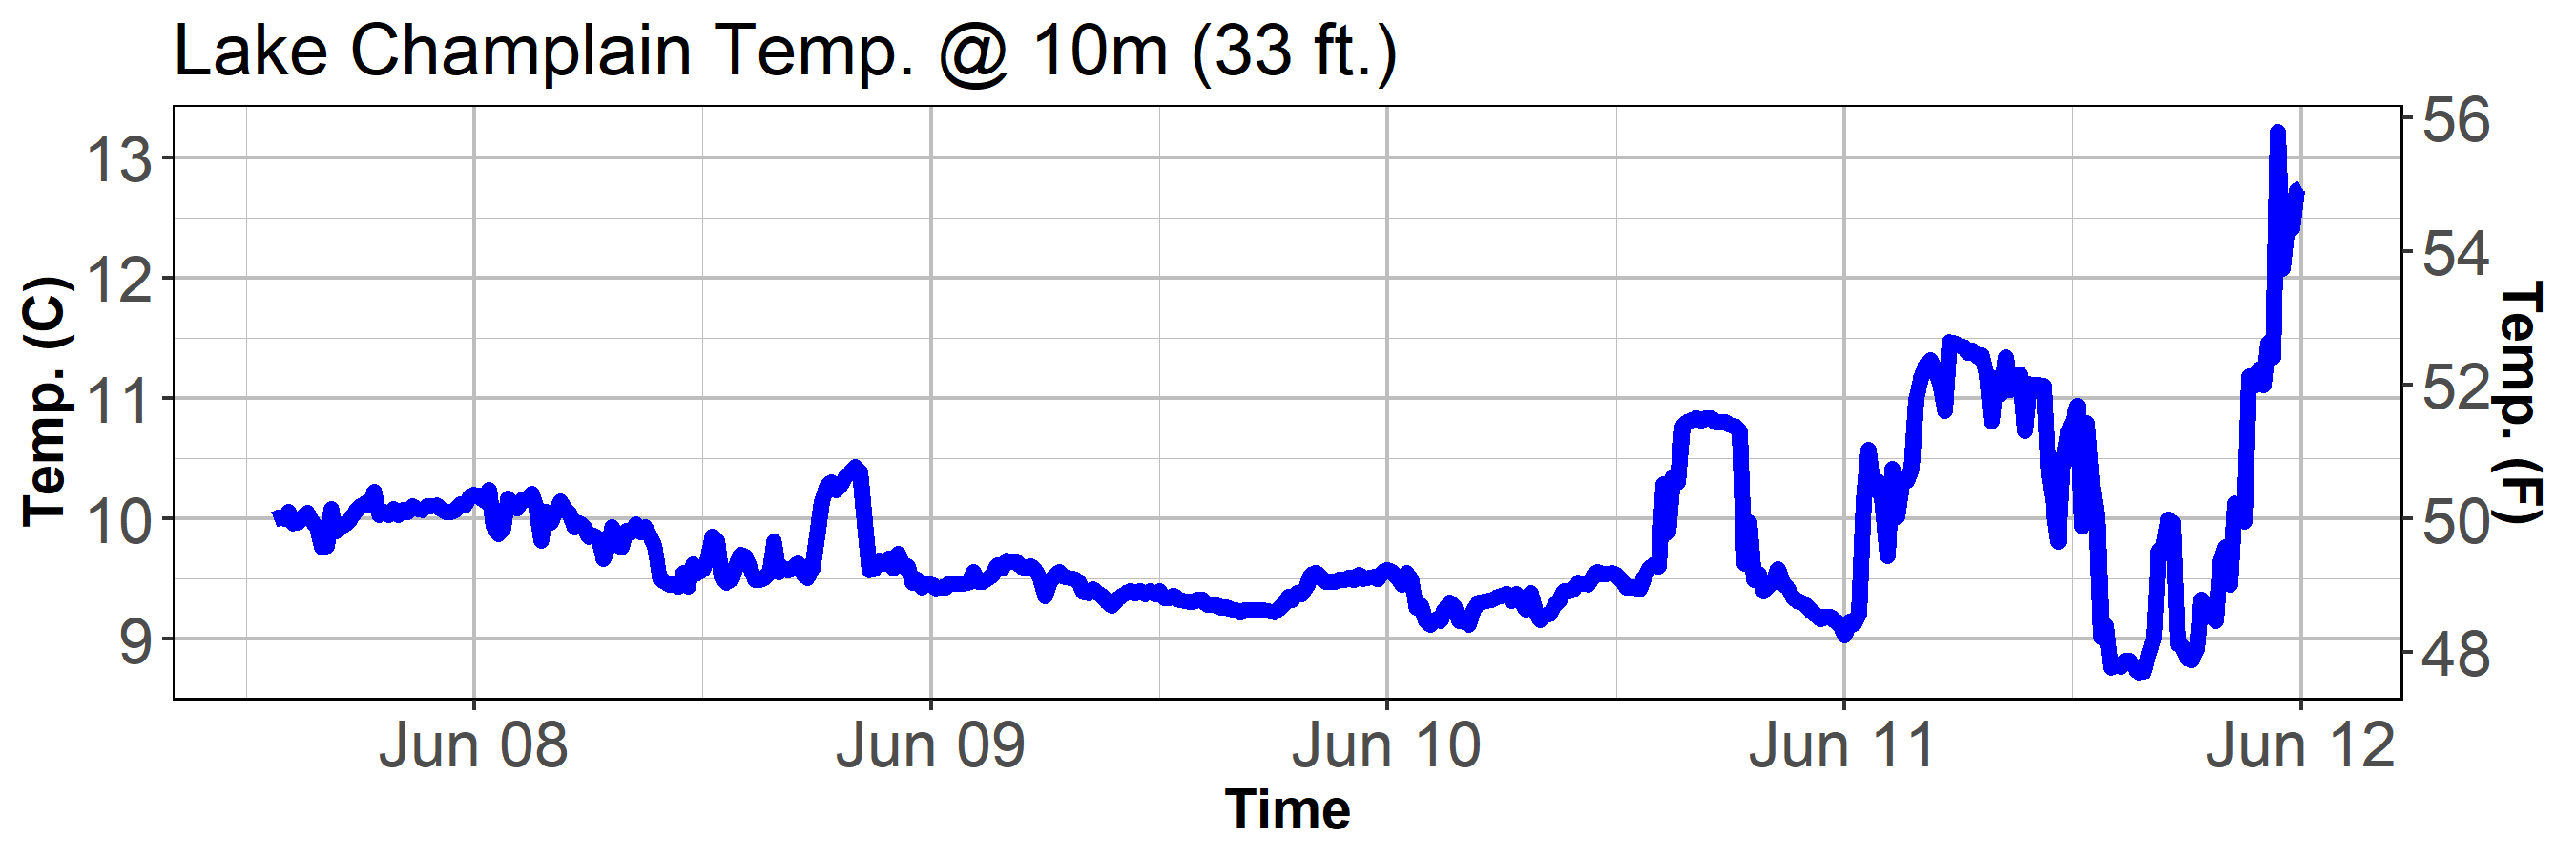 Lake Champlain Temp. @ 10m (33 ft.)
Temp. (C)
13
12
11
10
9
56
54
52
50
48
Temp. (F)
Jun 08 Jun 09 Jun 10 Jun 11 Jun 12
Time